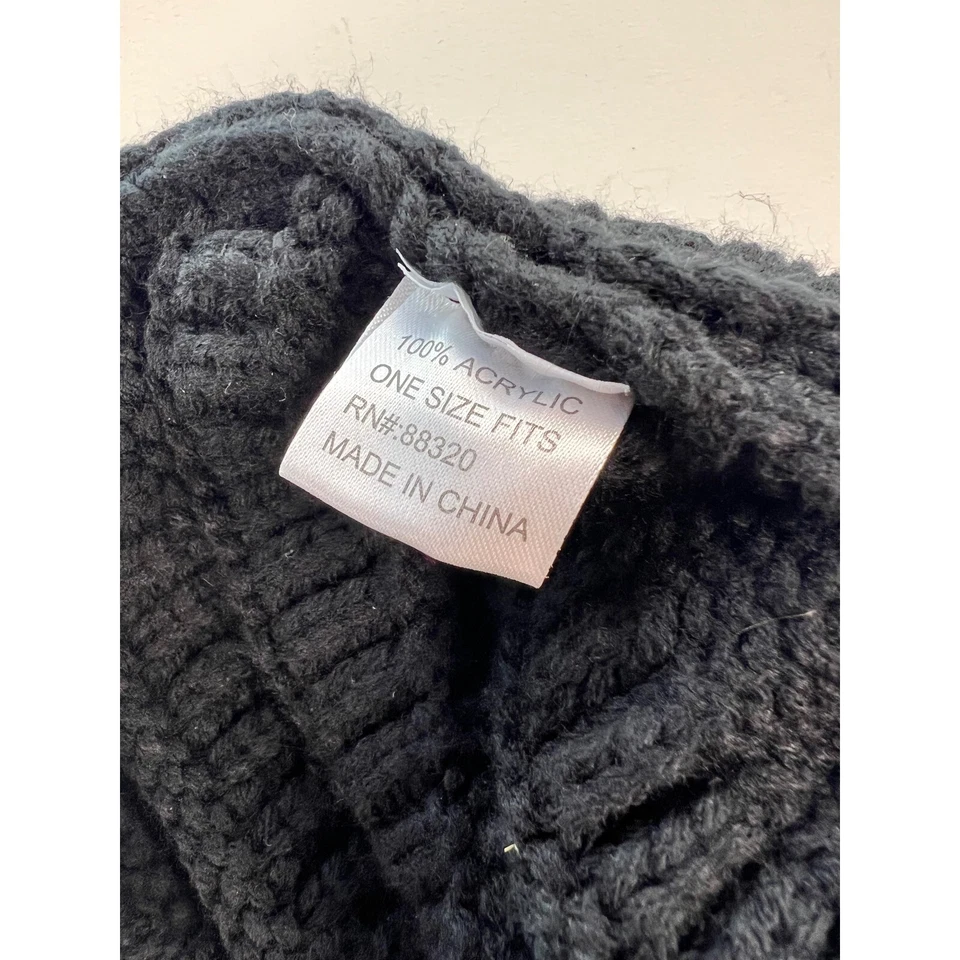 100% ACRYLIC
ONE SIZE FITS
RN#:88320
MADE IN CHINA